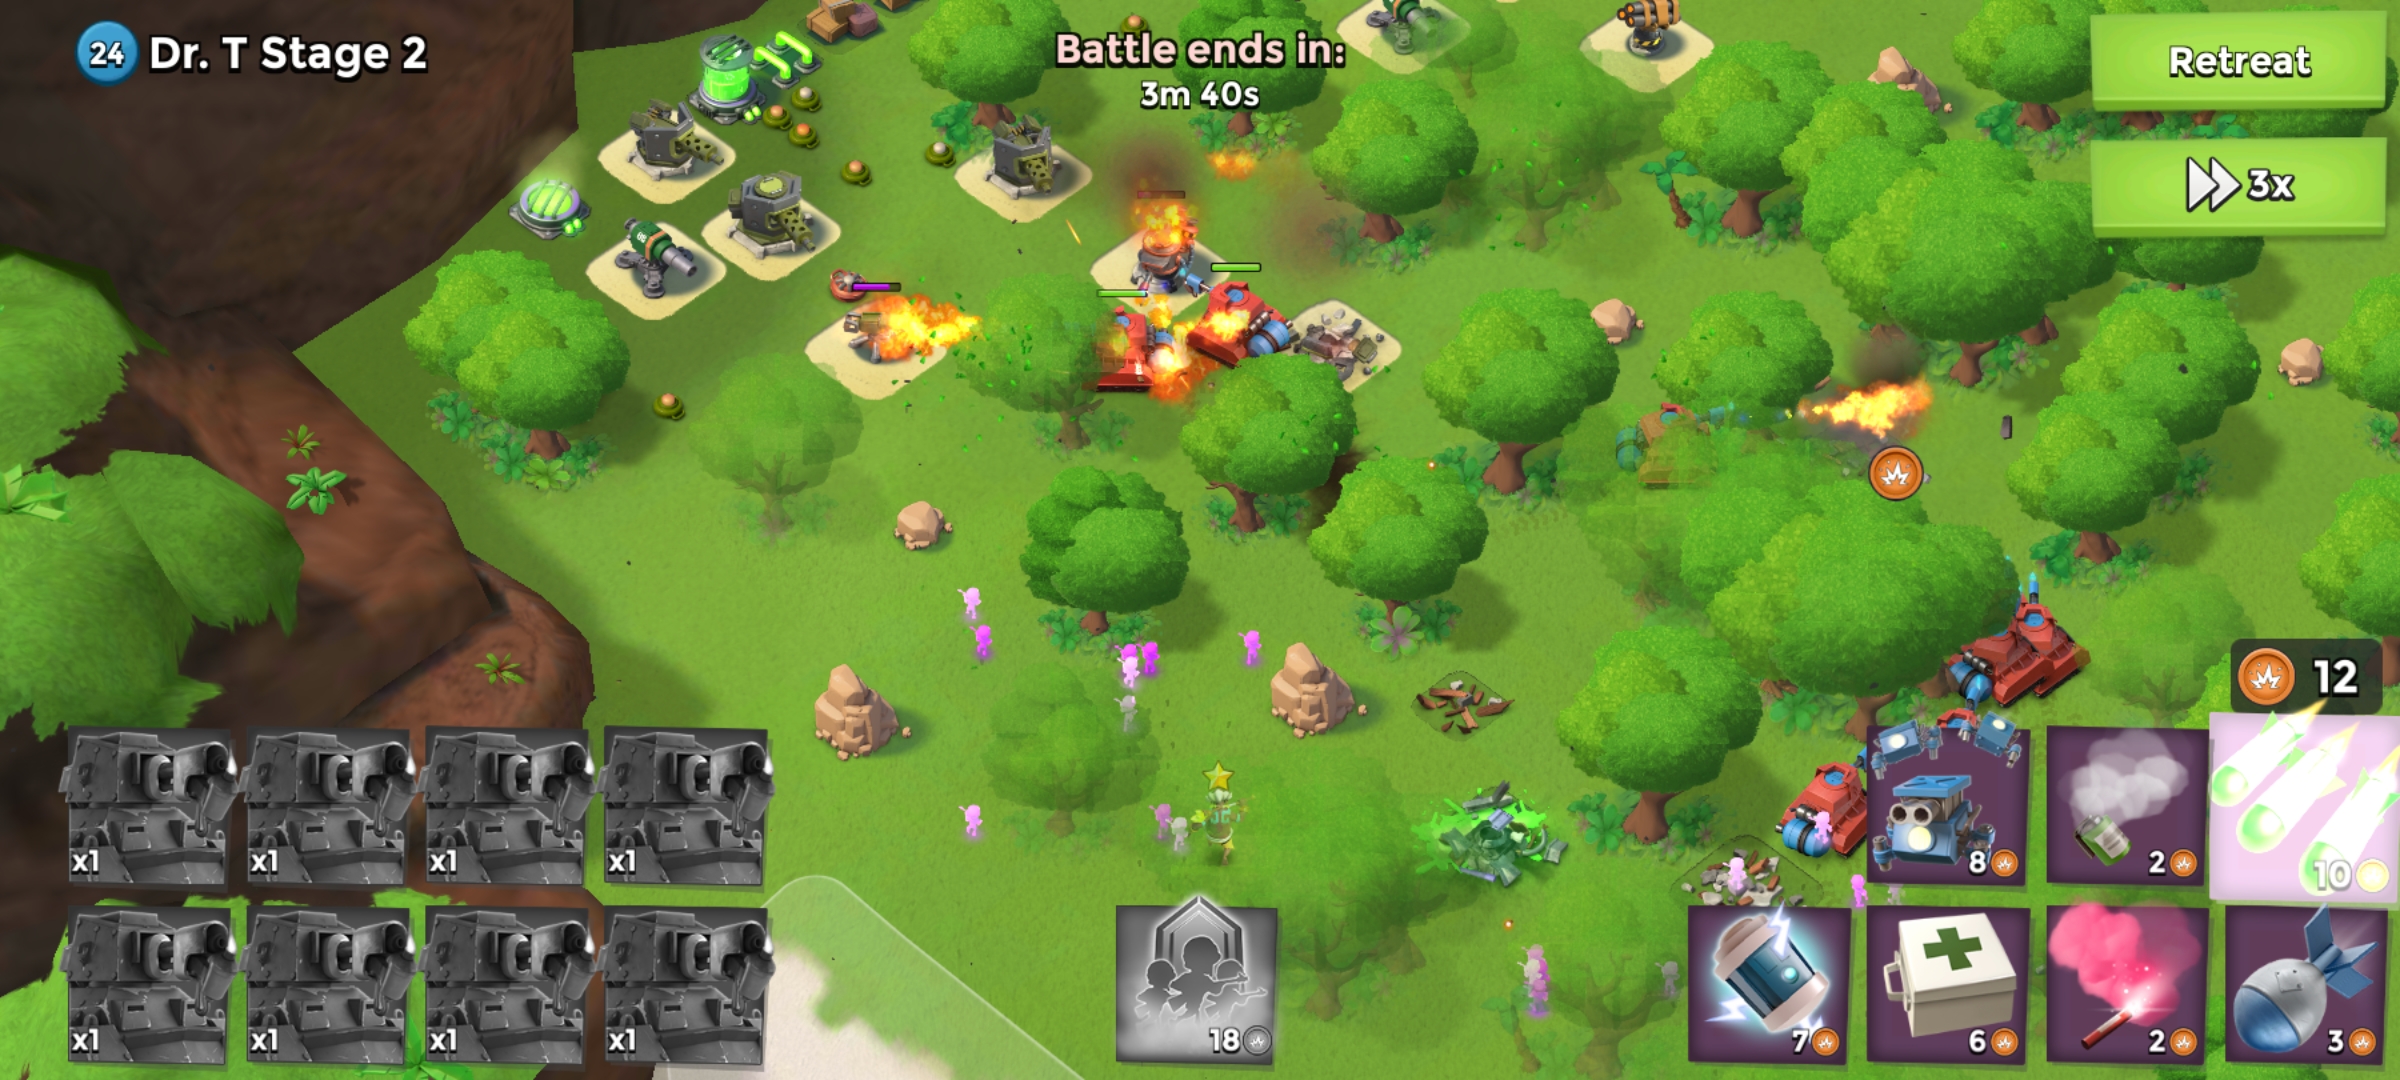 24 Dr. T Stage 2
Battle ends in:
3m 40s
Retreat
3x
12
x1 x1 x1 x1
8 2 10
x1 x1 x1 x1
18
7 6 2 3